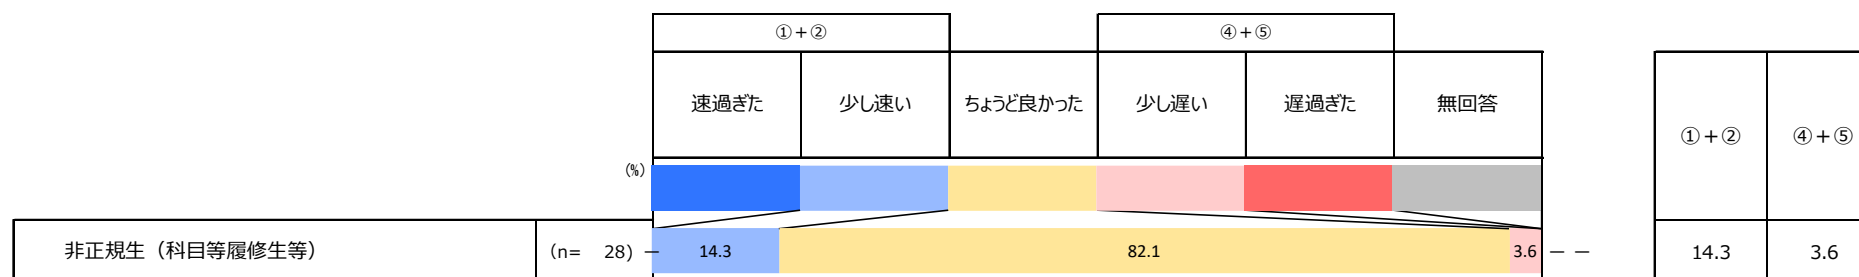 ①+② ④+⑤
速過ぎた 少し速い ちょうど良かった 少し遅い 遅過ぎた 無回答 ①+② ④+⑤
(%)
非正規生（科目等履修生等） (n= 28) － 14.3 82.1 3.6 － － 14.3 3.6